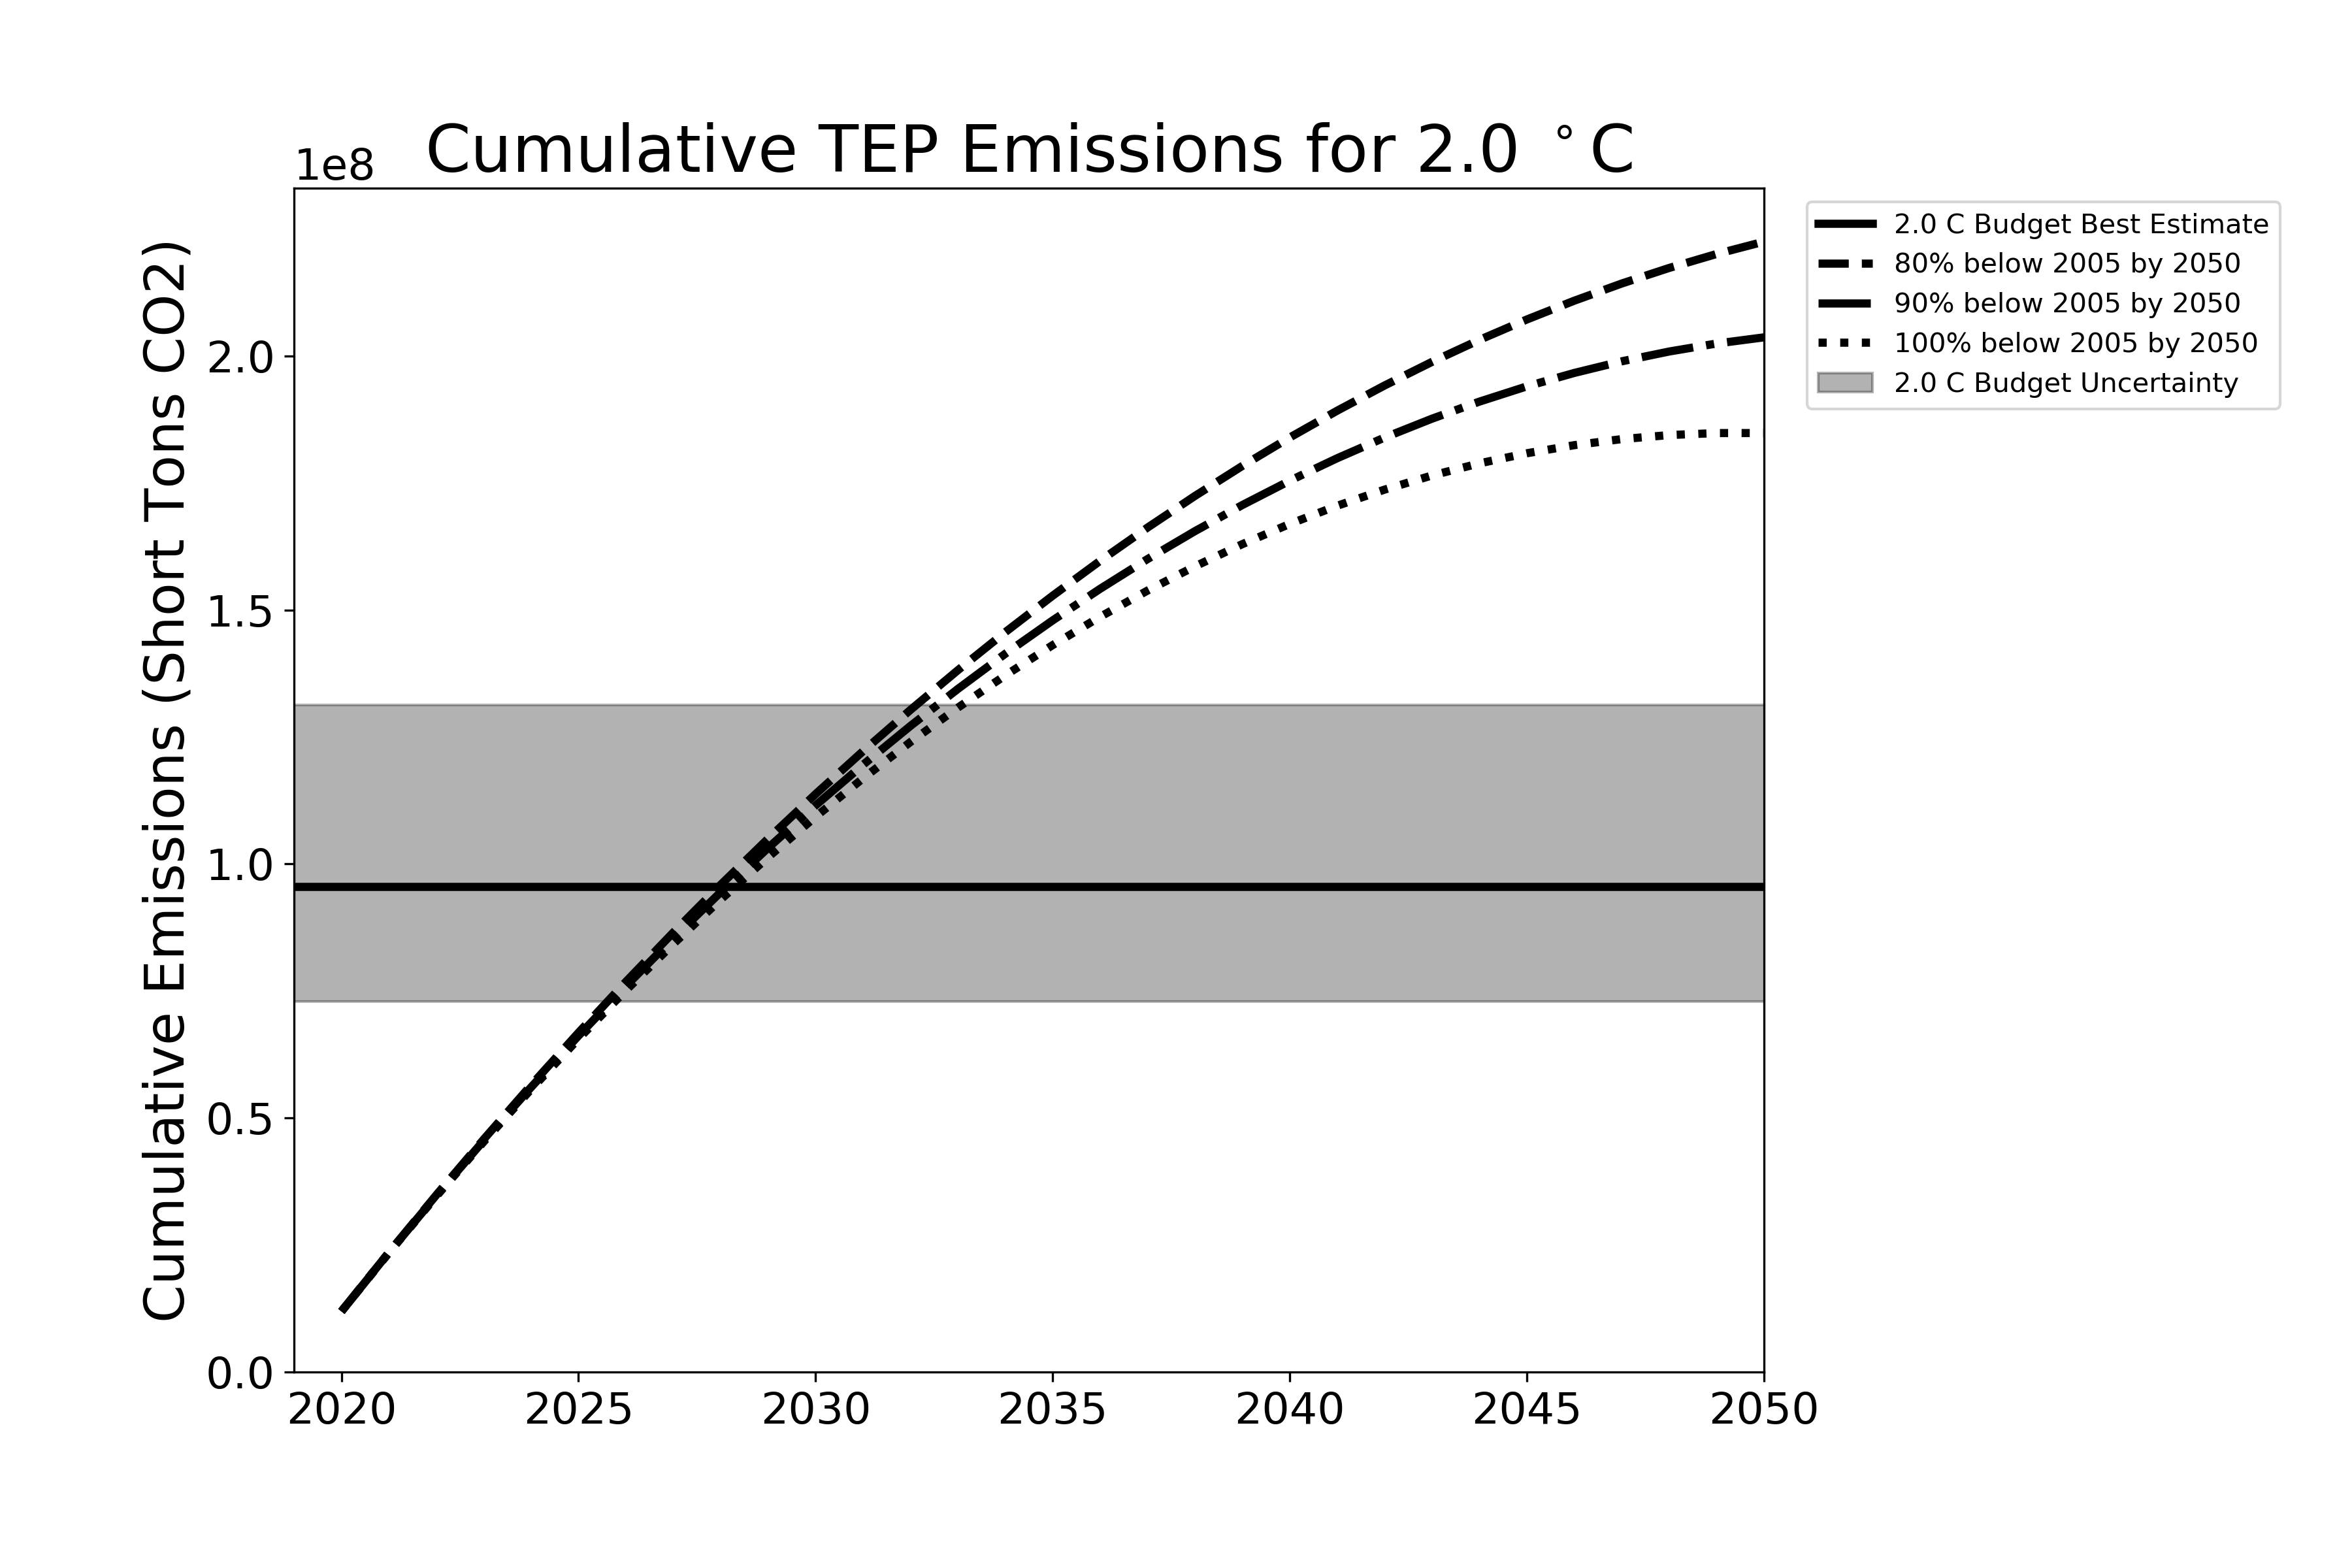 Cumulative TEP Emissions for 2.0 °C
1e8
Cumulative Emissions (Short Tons CO2)
2.0
1.5
1.0
0.5
0.0
2020 2025 2030 2035 2040 2045 2050
2.0 C Budget Best Estimate
80% below 2005 by 2050
90% below 2005 by 2050
100% below 2005 by 2050
2.0 C Budget Uncertainty